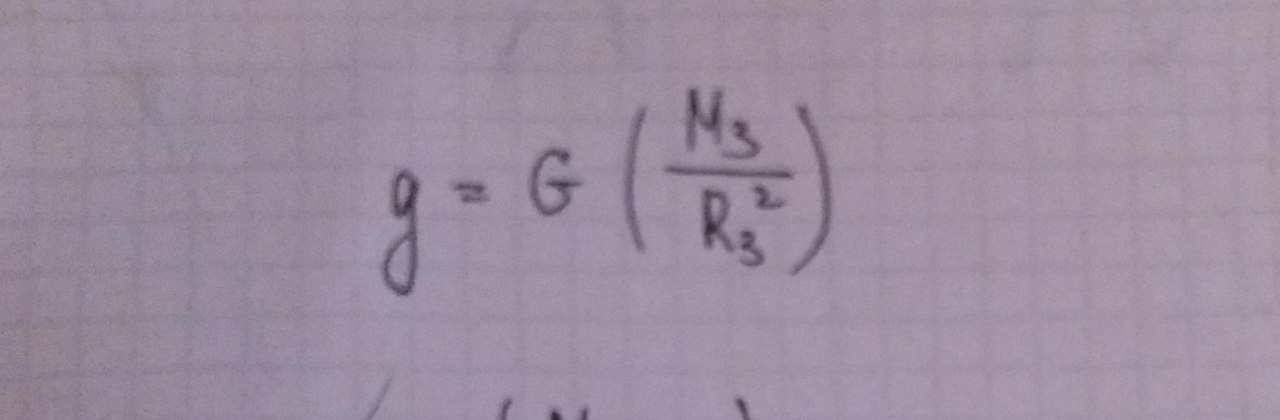 g = G ( M₃ / R₃² )